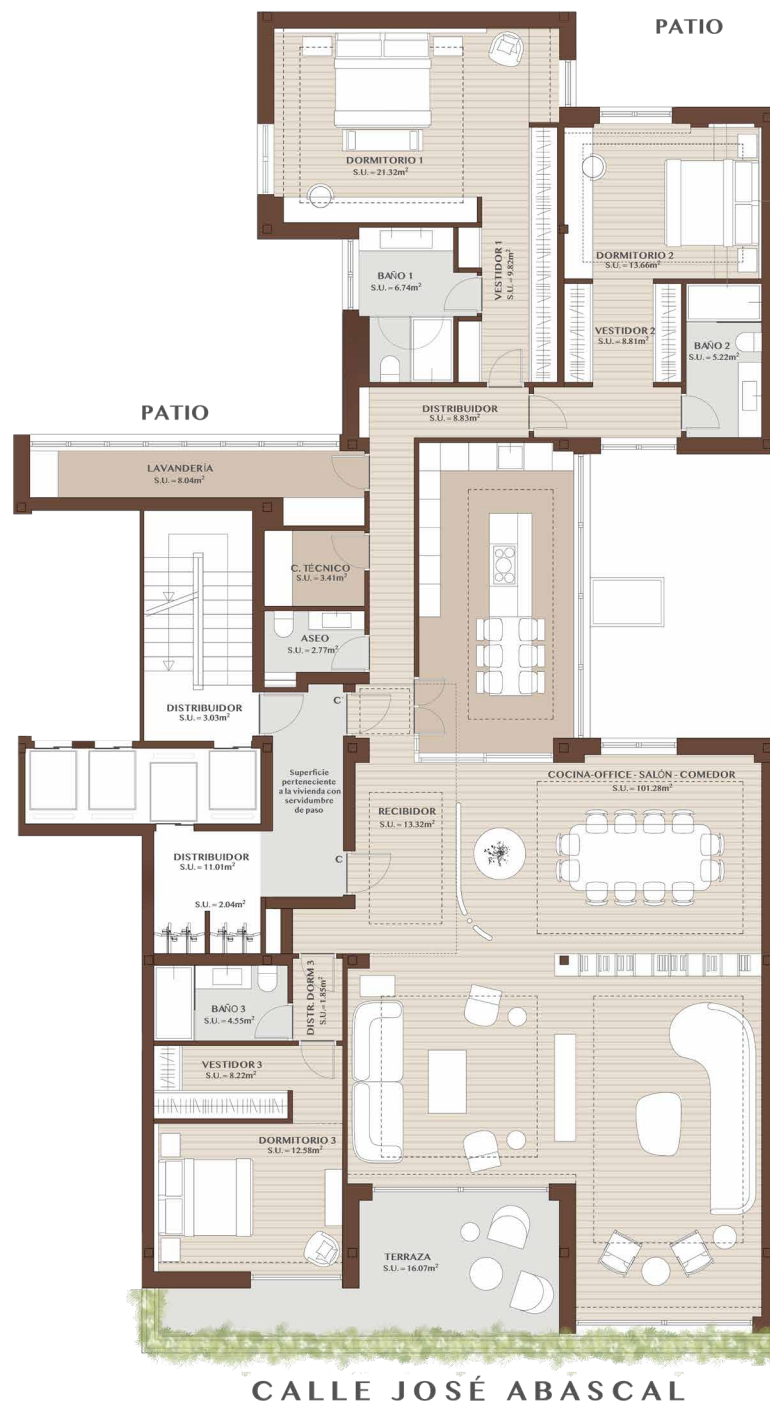 PATIO
DORMITORIO 1
S.U. = 21.32m²
DORMITORIO 2
S.U. = 13.66m²
VESTIDOR 1
S.U. = 9.82m²
BAÑO 1
S.U. = 6.74m²
VESTIDOR 2
S.U. = 8.81m²
BAÑO 2
S.U. = 5.22m²
PATIO
DISTRIBUIDOR
S.U. = 8.83m²
LAVANDERÍA
S.U. = 8.04m²
C. TÉCNICO
S.U. = 3.41m²
ASEO
S.U. = 2.77m²
DISTRIBUIDOR
S.U. = 3.03m²
C
Superficie
perteneciente
a la vivienda con
servidumbre
de paso
COCINA-OFFICE - SALÓN - COMEDOR
S.U. = 101.28m²
RECIBIDOR
S.U. = 13.32m²
DISTRIBUIDOR
S.U. = 11.01m²
C
S.U. = 2.04m²
DISTR. DORM 3
S.U. = 1.85m²
BAÑO 3
S.U. = 4.55m²
VESTIDOR 3
S.U. = 8.22m²
DORMITORIO 3
S.U. = 12.58m²
TERRAZA
S.U. = 16.07m²
CALLE JOSÉ ABASCAL